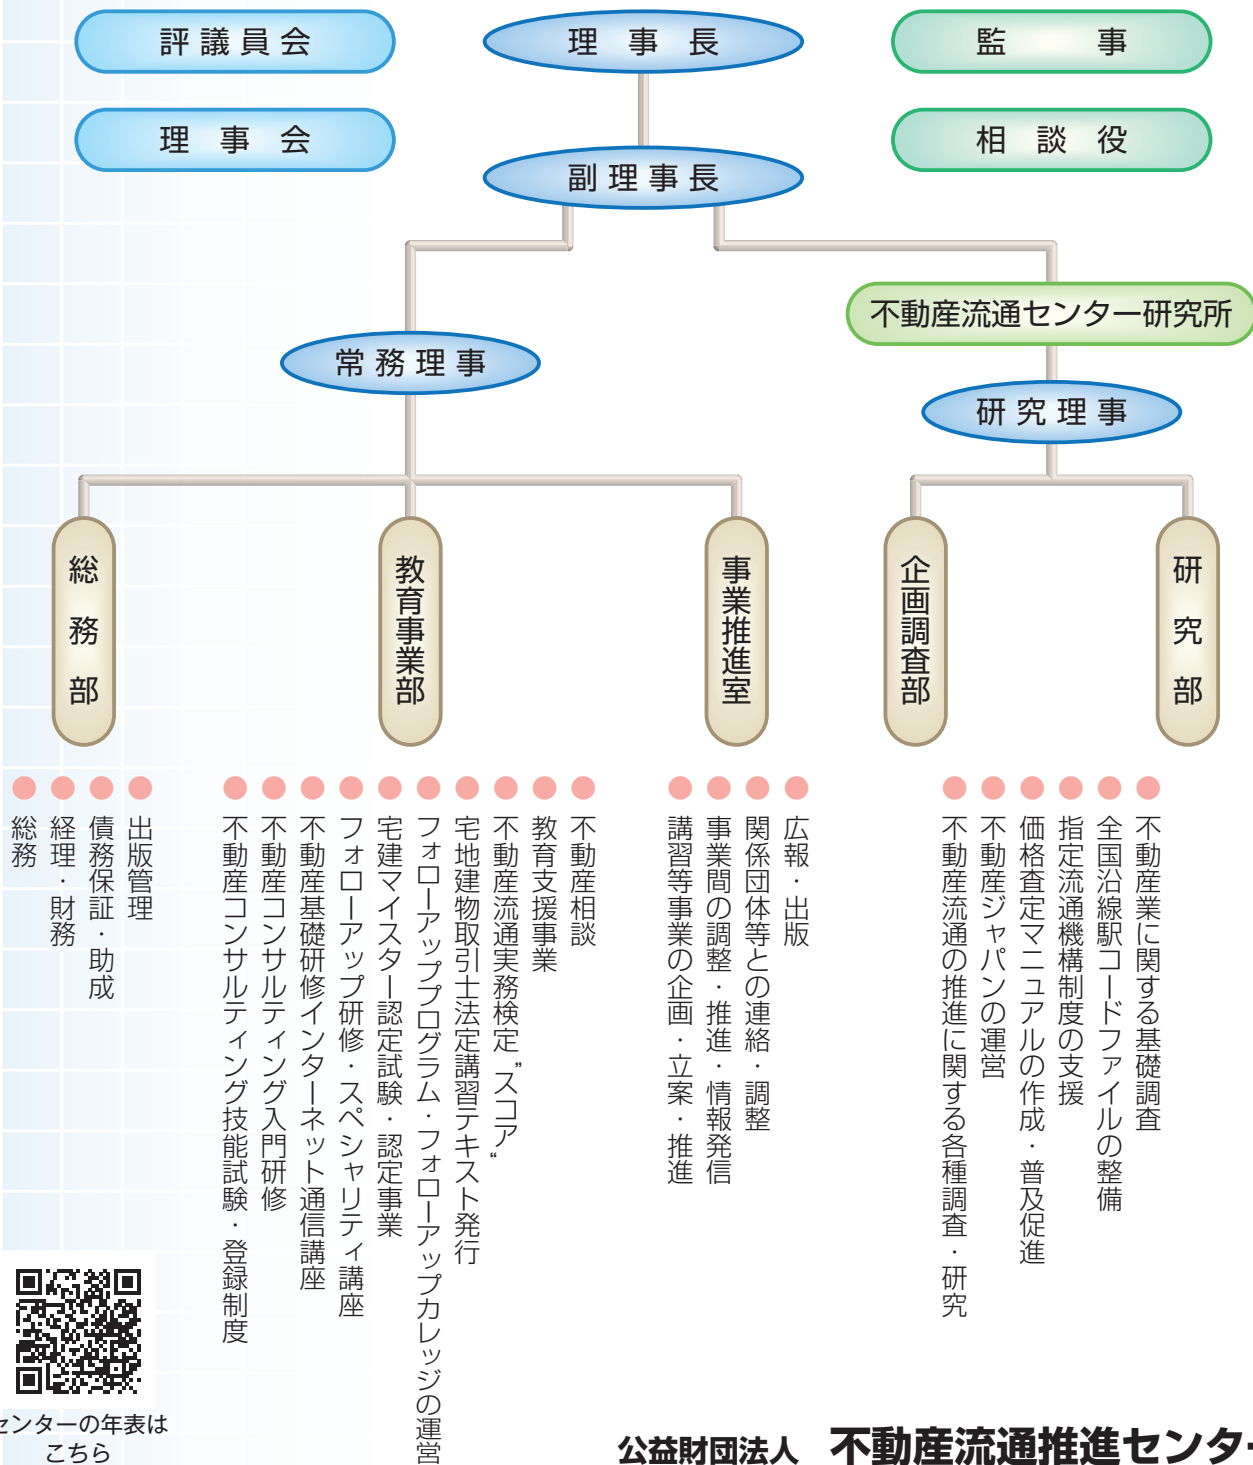 評議員会
理事長
監事
理事会
相談役
副理事長
不動産流通センター研究所
常務理事
研究理事
総務部
教育事業部
事業推進室
企画調査部
研究部
出版管理
債務保証・助成
経理・財務
総務
不動産相談
教育支援事業
不動産流通実務検定〝スコア〟
宅地建物取引士法定講習テキスト発行
フォローアッププログラム・フォローアップカレッジの運営
宅建マイスター認定試験・認定事業
フォローアップ研修・スペシャリティ講座
不動産基礎研修インターネット通信講座
不動産コンサルティング入門研修
不動産コンサルティング技能試験・登録制度
広報・出版
関係団体等との連絡・調整
事業間の調整・推進・情報発信
講習等事業の企画・立案・推進
不動産業に関する基礎調査
全国沿線駅コードファイルの整備
指定流通機構制度の支援
価格査定マニュアルの作成・普及促進
不動産ジャパンの運営
不動産流通の推進に関する各種調査・研究
センターの年表は
こちら
公益財団法人 不動産流通推進センター